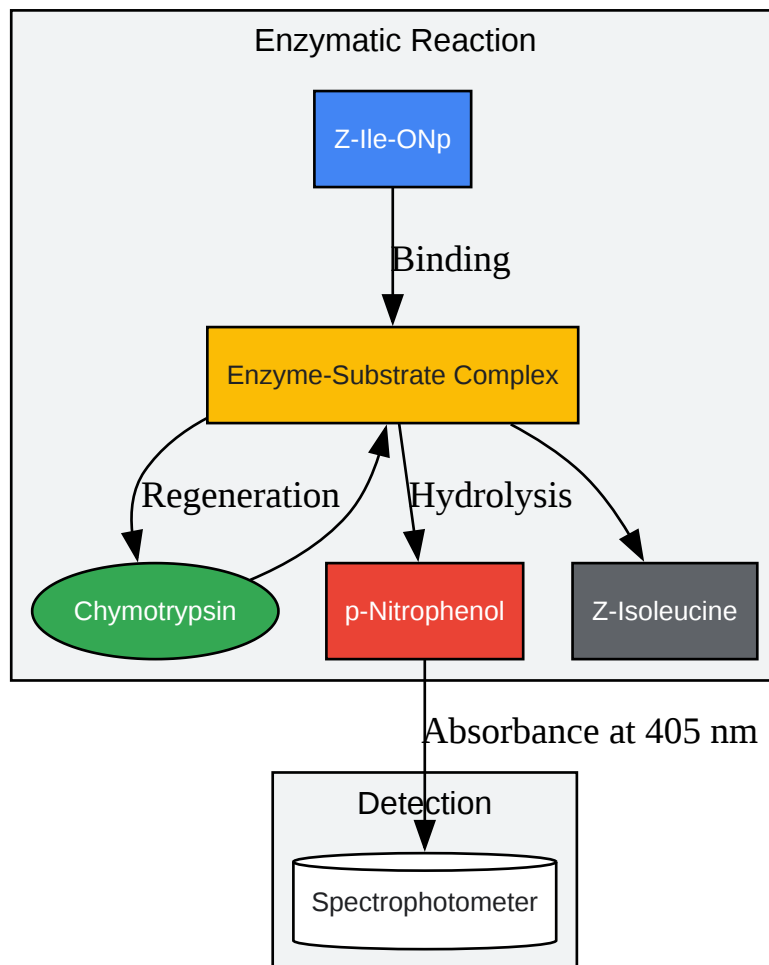 Enzymatic Reaction
Z-Ile-ONp
Binding
Enzyme-Substrate Complex
Regeneration
Hydrolysis
Chymotrypsin
p-Nitrophenol
Z-Isoleucine
Absorbance at 405 nm
Detection
Spectrophotometer